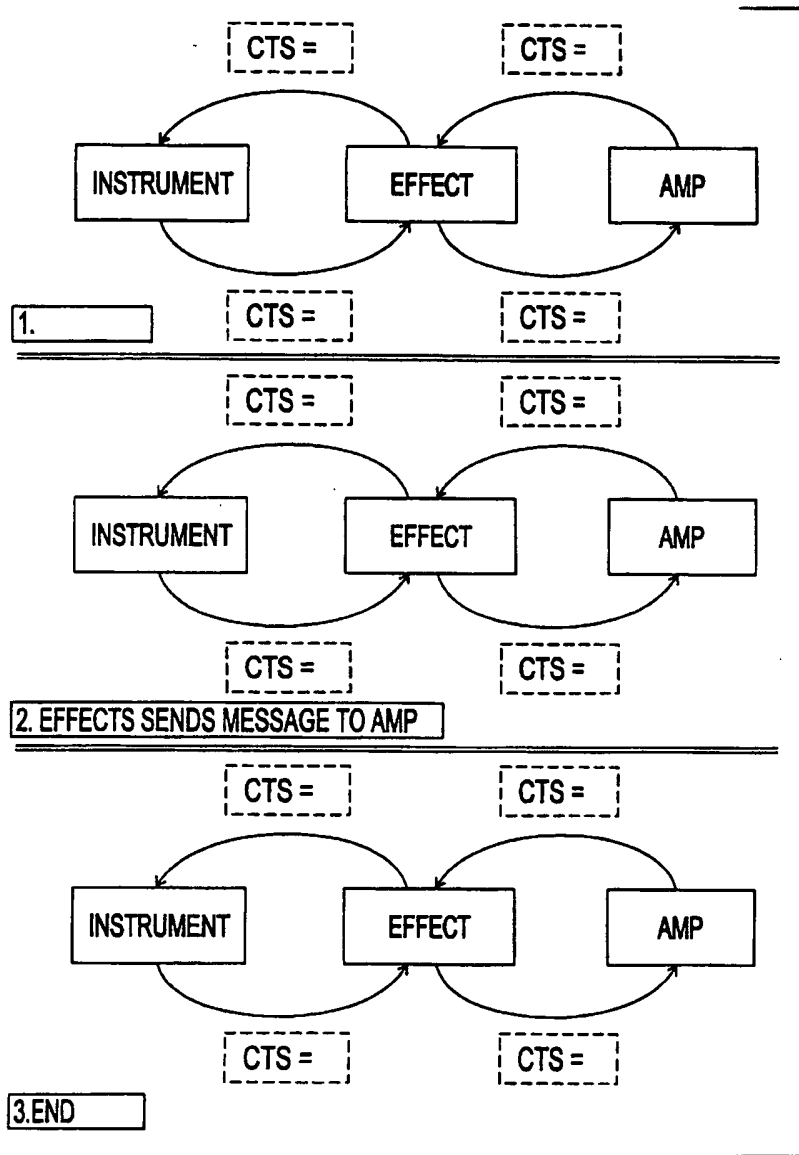 CTS = CTS =
INSTRUMENT EFFECT AMP
CTS = CTS =
1.
CTS = CTS =
INSTRUMENT EFFECT AMP
CTS = CTS =
2. EFFECTS SENDS MESSAGE TO AMP
CTS = CTS =
INSTRUMENT EFFECT AMP
CTS = CTS =
3.END